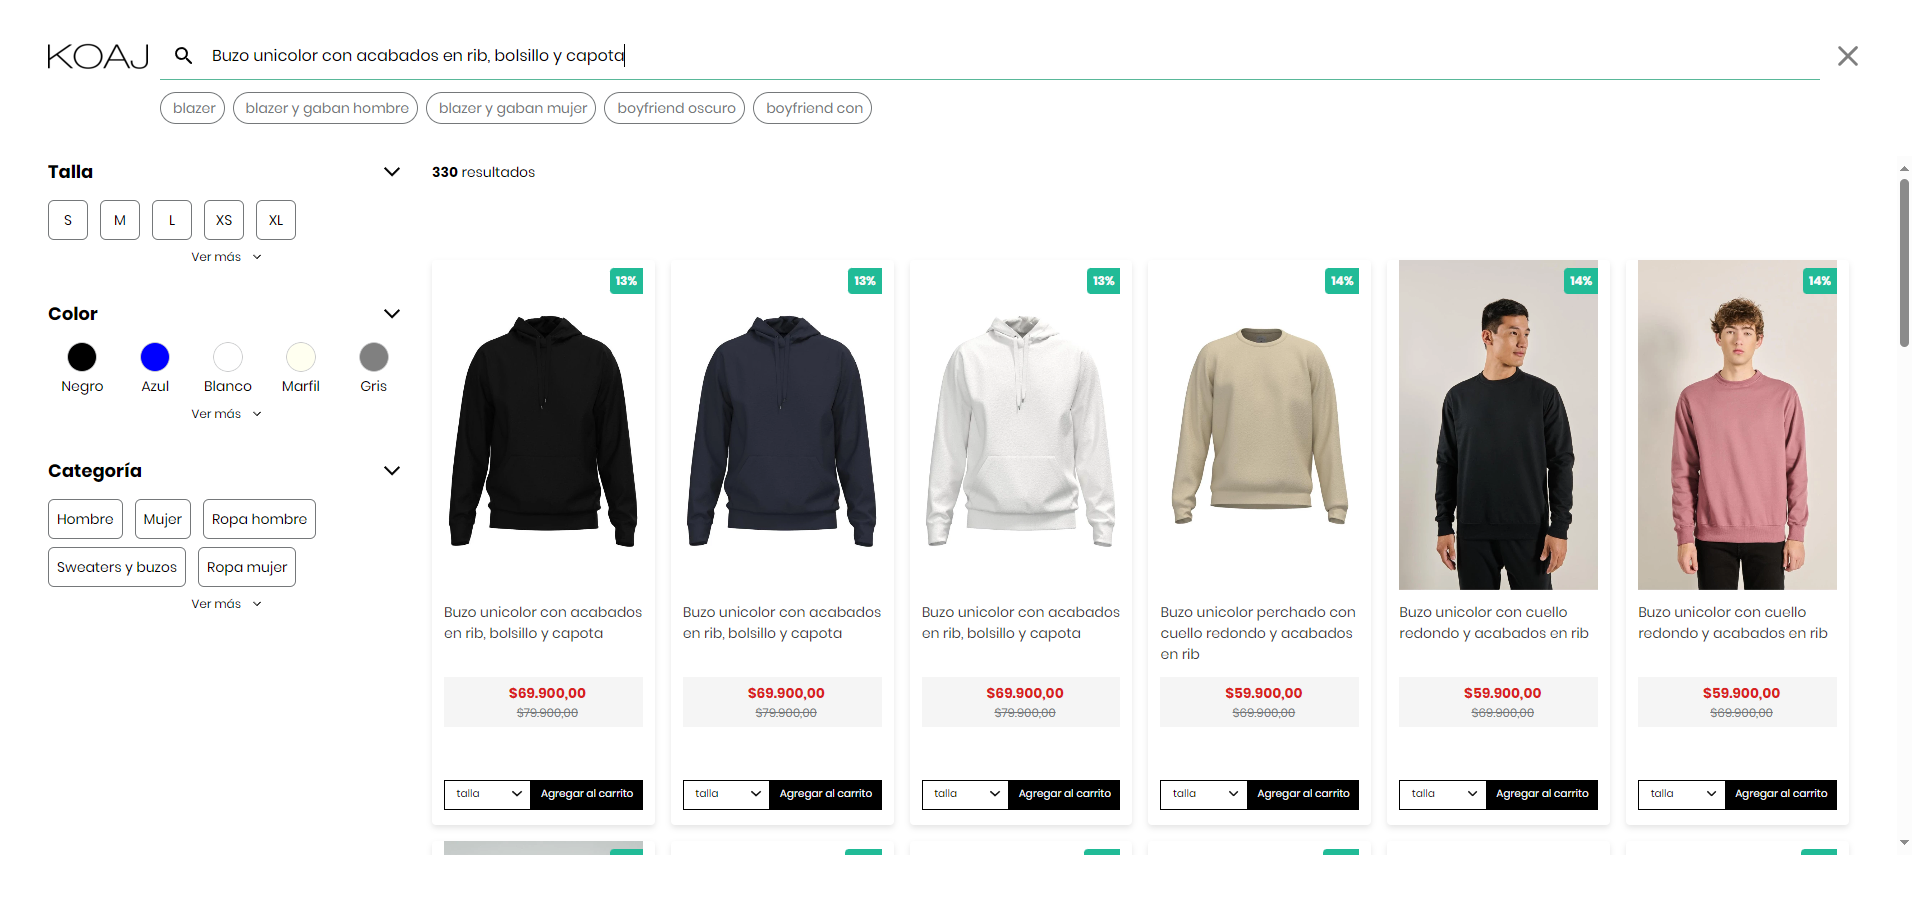 KOAJ
Buzo unicolor con acabados en rib, bolsillo y capota
blazer
blazer y gaban hombre
blazer y gaban mujer
boyfriend oscuro
boyfriend con
Talla
S
M
L
XS
XL
Ver más
Color
Negro
Azul
Blanco
Marfil
Gris
Ver más
Categoría
Hombre
Mujer
Ropa hombre
Sweaters y buzos
Ropa mujer
Ver más
330 resultados
13%
Buzo unicolor con acabados
en rib, bolsillo y capota
$69.900,00
$79.900,00
talla
Agregar al carrito
13%
Buzo unicolor con acabados
en rib, bolsillo y capota
$69.900,00
$79.900,00
talla
Agregar al carrito
13%
Buzo unicolor con acabados
en rib, bolsillo y capota
$69.900,00
$79.900,00
talla
Agregar al carrito
14%
Buzo unicolor perchado con
cuello redondo y acabados
en rib
$59.900,00
$69.900,00
talla
Agregar al carrito
14%
Buzo unicolor con cuello
redondo y acabados en rib
$59.900,00
$69.900,00
talla
Agregar al carrito
14%
Buzo unicolor con cuello
redondo y acabados en rib
$59.900,00
$69.900,00
talla
Agregar al carrito